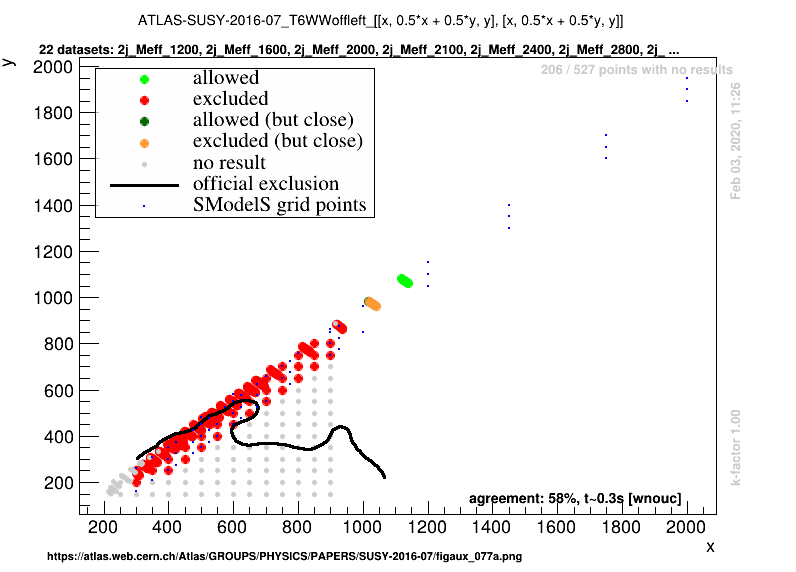 ATLAS-SUSY-2016-07_T6WWoffleft_[[x, 0.5*x + 0.5*y, y], [x, 0.5*x + 0.5*y, y]]
22 datasets: 2j_Meff_1200, 2j_Meff_1600, 2j_Meff_2000, 2j_Meff_2100, 2j_Meff_2400, 2j_Meff_2800, 2j_ ...
y
206 / 527 points with no results
2000
1800
1600
1400
1200
1000
800
600
400
200
allowed
excluded
allowed (but close)
excluded (but close)
no result
official exclusion
SModelS grid points
Feb 03, 2020, 11:26
k-factor 1.00
agreement: 58%, t~0.3s [wnouc]
200 400 600 800 1000 1200 1400 1600 1800 2000
x
https://atlas.web.cern.ch/Atlas/GROUPS/PHYSICS/PAPERS/SUSY-2016-07/figaux_077a.png